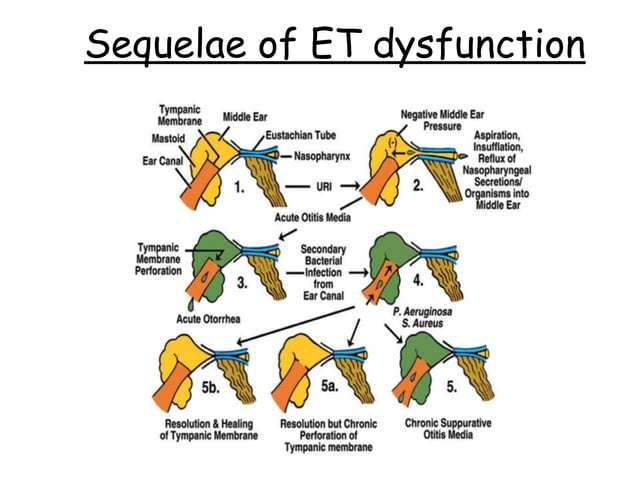 Sequelae of ET dysfunction
Tympanic
Membrane
Middle Ear
Mastoid
Eustachian Tube
Nasopharynx
Ear Canal
1.
URI
Negative Middle Ear
Pressure
(-)
Aspiration,
Insufflation,
Reflux of
Nasopharyngeal
Secretions/
Organisms into
Middle Ear
2.
Acute Otitis Media
Tympanic
Membrane
Perforation
3.
Acute Otorrhea
Secondary
Bacterial
Infection
from
Ear Canal
4.
P. Aeruginosa
S. Aureus
5b.
Resolution & Healing
of Tympanic Membrane
5a.
Resolution but Chronic
Perforation of
Tympanic membrane
5.
Chronic Suppurative
Otitis Media